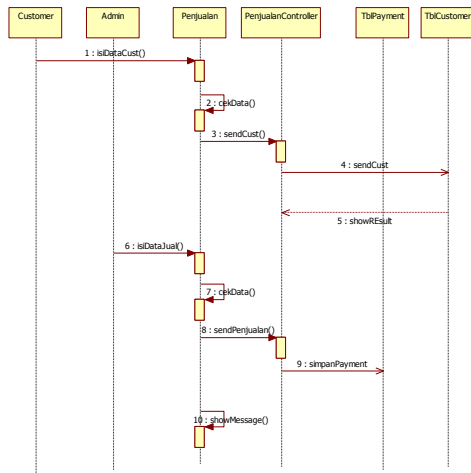 Customer
Admin
Penjualan
PenjualanController
TblPayment
TblCustomer
1 : isiDataCust()
2 : cekData()
3 : sendCust()
4 : sendCust
5 : showREsult
6 : isiDataJual()
7 : cekData()
8 : sendPenjualan()
9 : simpanPayment
10 : showMessage()